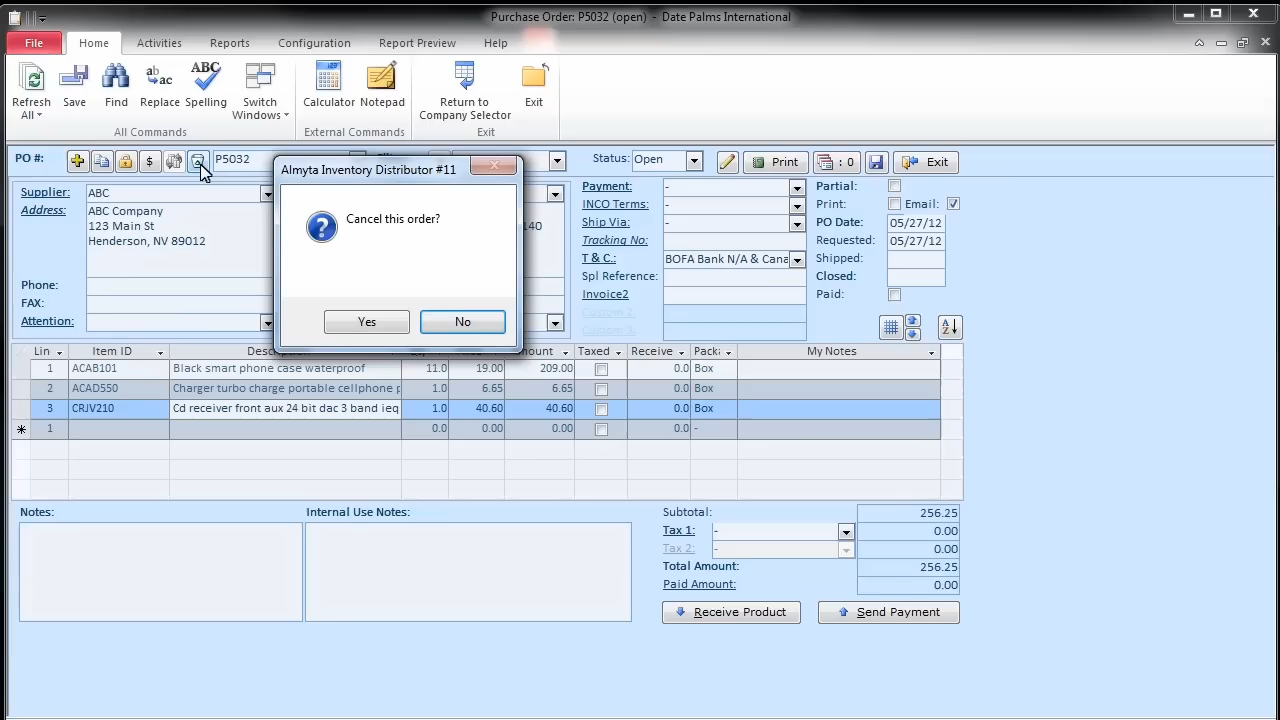 Purchase Order: P5032 (open) - Date Palms International
File Home Activities Reports Configuration Report Preview Help
Refresh All Save Find Replace Spelling Switch Windows Calculator Notepad Return to Company Selector Exit
All Commands External Commands Exit
PO #: $ P5032 Status: Open Print : 0 Exit
Almyta Inventory Distributor #11
Cancel this order?
Yes No
Supplier: ABC
Address: ABC Company
123 Main St
Henderson, NV 89012
140
Phone:
FAX:
Attention:
Payment: -
INCO Terms: -
Ship Via: -
Tracking No:
T & C.: BOFA Bank N/A & Cana
Spl Reference:
Invoice2
Custom 2:
Custom 3:
Partial:
Print: Email:
PO Date: 05/27/12
Requested: 05/27/12
Shipped:
Closed:
Paid:
Lin Item ID mount Taxed Receive Packi My Notes
1 ACAB101 Black smart phone case waterproof 11.0 19.00 209.00 0.0 Box
2 ACAD550 Charger turbo charge portable cellphone p 1.0 6.65 6.65 0.0 Box
3 CRJV210 Cd receiver front aux 24 bit dac 3 band ieq 1.0 40.60 40.60 0.0 Box
1 0.0 0.00 0.00 0.0 -
Notes: Internal Use Notes:
Subtotal: 256.25
Tax 1: - 0.00
Tax 2: - 0.00
Total Amount: 256.25
Paid Amount: 0.00
Receive Product Send Payment